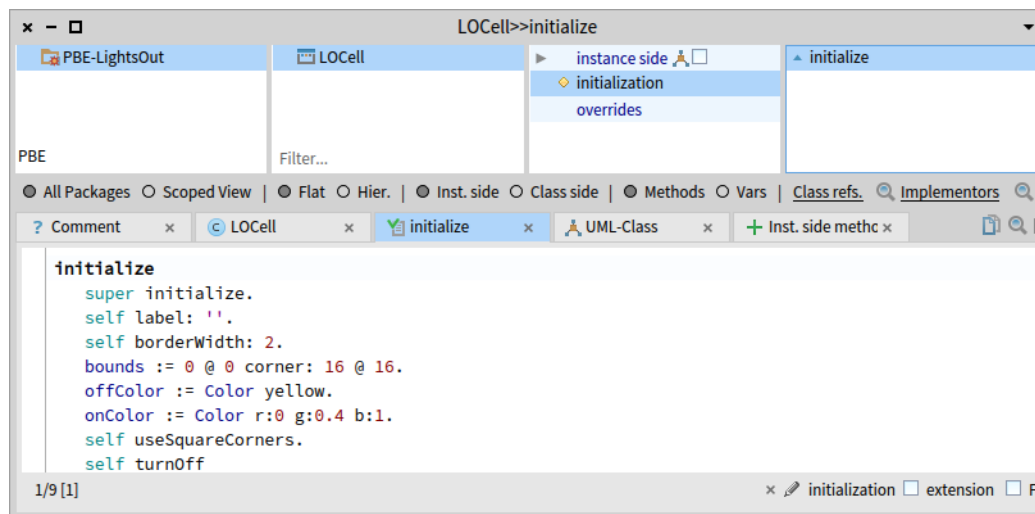 LOCell>>initialize
PBE-LightsOut
LOCell
instance side
initialize
initialization
overrides
PBE
Filter...
All Packages Scoped View | Flat Hier. | Inst. side Class side | Methods Vars | Class refs. Implementors
? Comment × LOCell × initialize × UML-Class × Inst. side methc ×
initialize
super initialize.
self label: ''.
self borderWidth: 2.
bounds := 0 @ 0 corner: 16 @ 16.
offColor := Color yellow.
onColor := Color r:0 g:0.4 b:1.
self useSquareCorners.
self turnOff
1/9 [1] × initialization extension F